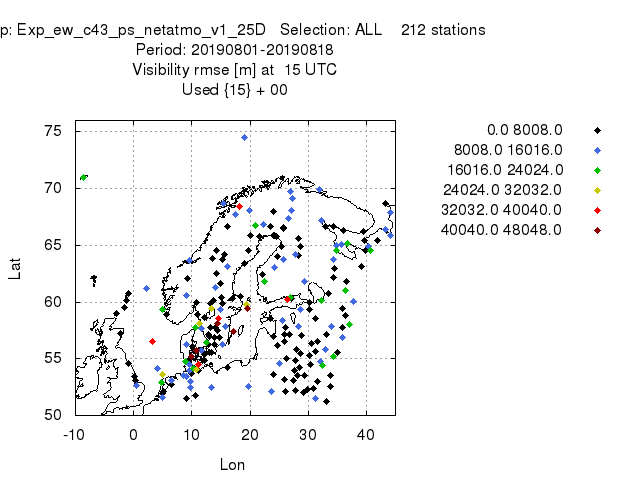 p: Exp_ew_c43_ps_netatmo_v1_25D Selection: ALL 212 stations
Period: 20190801-20190818
Visibility rmse [m] at 15 UTC
Used {15} + 00
0.0 8008.0
8008.0 16016.0
16016.0 24024.0
24024.0 32032.0
32032.0 40040.0
40040.0 48048.0
75
70
65
60
55
50
Lat
-10 0 10 20 30 40
Lon